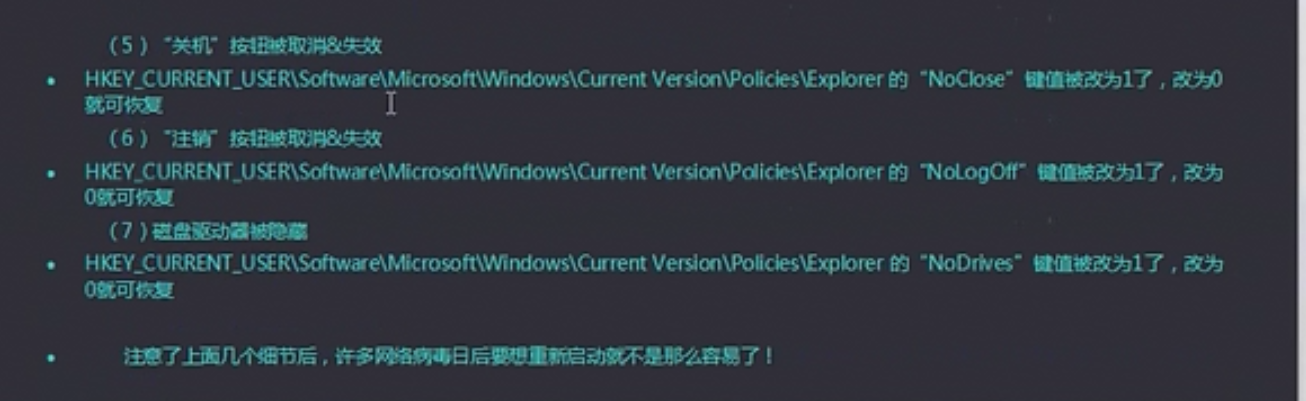 （5）“关机”按钮被取消&失效
• HKEY_CURRENT_USER\Software\Microsoft\Windows\Current Version\Policies\Explorer 的“NoClose”键值被改为1了，改为0
就可恢复
（6）“注销”按钮被取消&失效
• HKEY_CURRENT_USER\Software\Microsoft\Windows\Current Version\Policies\Explorer 的“NoLogOff”键值被改为1了，改为
0就可恢复
（7）磁盘驱动器被隐藏
• HKEY_CURRENT_USER\Software\Microsoft\Windows\Current Version\Policies\Explorer 的“NoDrives”键值被改为1了，改为
0就可恢复
• 注意了上面几个细节后，许多网络病毒日后要想重新启动就不是那么容易了！